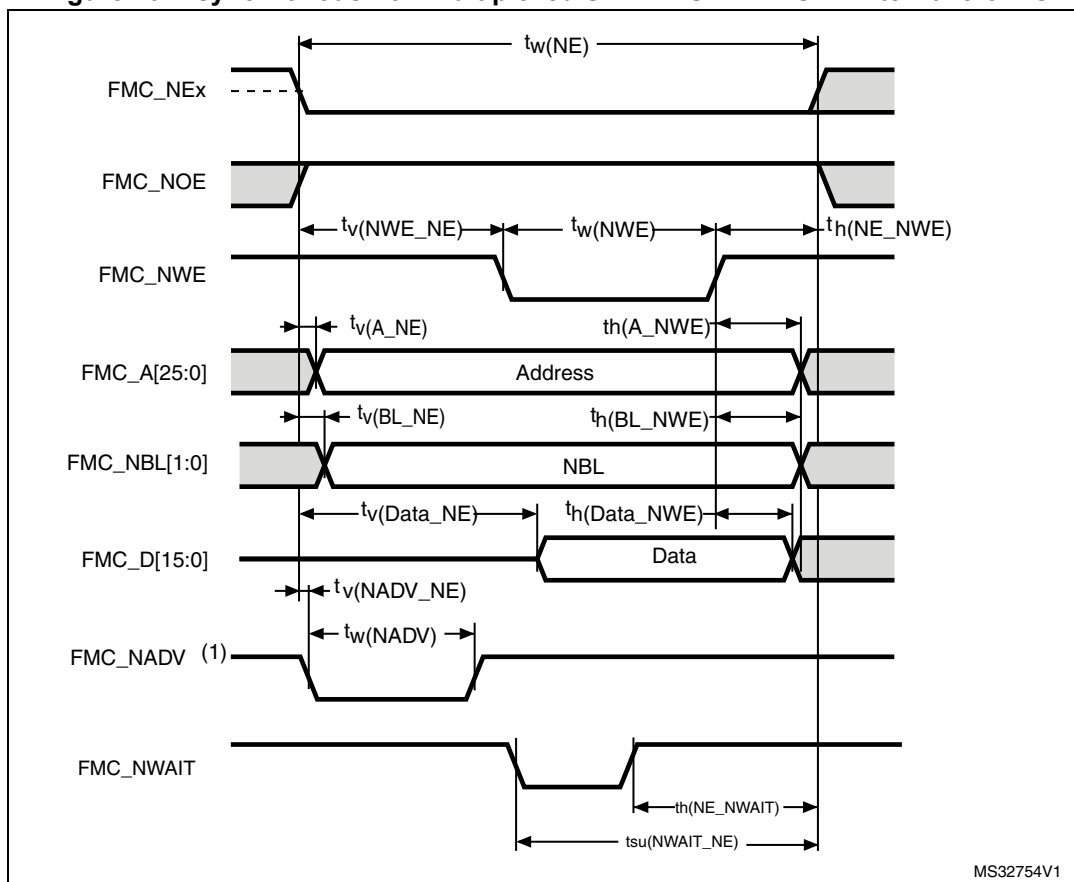 tw(NE)
FMC_NEx
FMC_NOE
tv(NWE_NE)
tw(NWE)
th(NE_NWE)
FMC_NWE
tv(A_NE)
th(A_NWE)
FMC_A[25:0]
Address
tv(BL_NE)
th(BL_NWE)
FMC_NBL[1:0]
NBL
tv(Data_NE)
th(Data_NWE)
FMC_D[15:0]
Data
tv(NADV_NE)
tw(NADV)
FMC_NADV (1)
FMC_NWAIT
th(NE_NWAIT)
tsu(NWAIT_NE)
MS32754V1